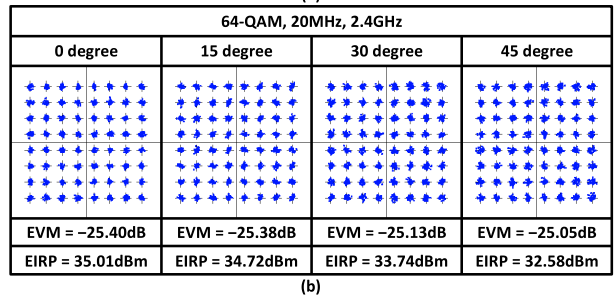 64-QAM, 20MHz, 2.4GHz
0 degree 15 degree 30 degree 45 degree
EVM = −25.40dB EVM = −25.38dB EVM = −25.13dB EVM = −25.05dB
EIRP = 35.01dBm EIRP = 34.72dBm EIRP = 33.74dBm EIRP = 32.58dBm
(b)